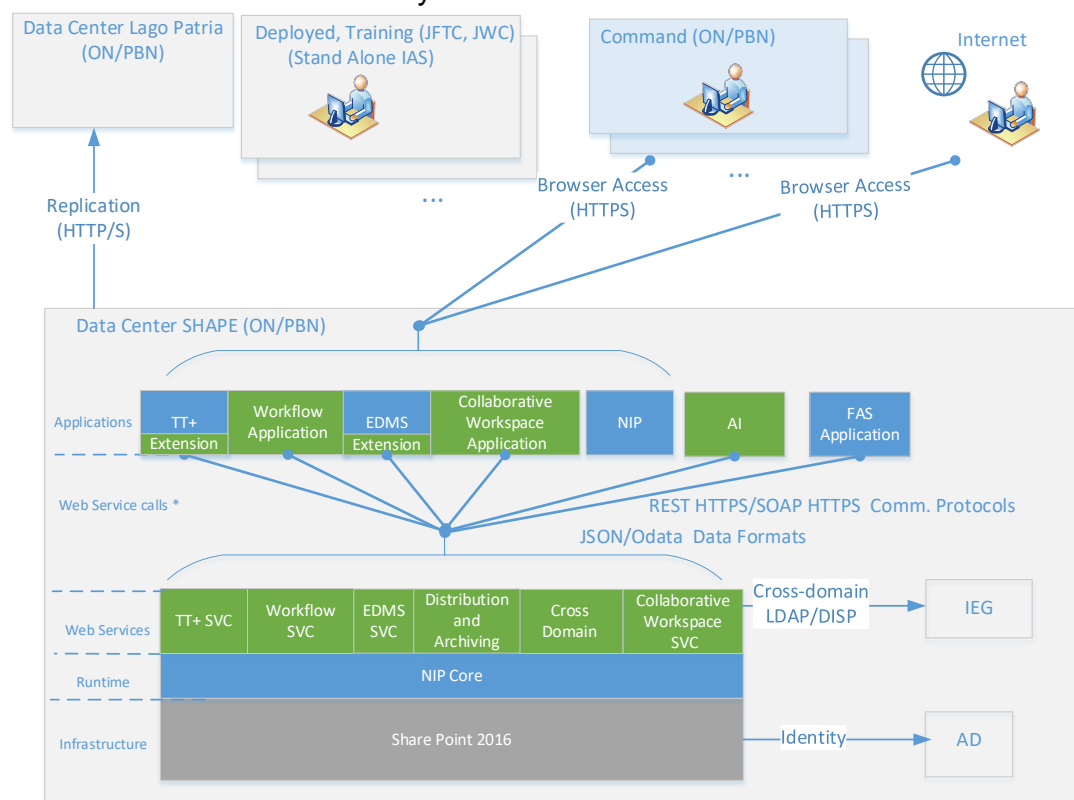 y
Data Center Lago Patria
(ON/PBN)
Deployed, Training (JFTC, JWC)
(Stand Alone IAS)
Command (ON/PBN)
Internet
...
...
Replication
(HTTP/S)
Browser Access
(HTTPS)
Browser Access
(HTTPS)
Data Center SHAPE (ON/PBN)
Applications
TT+
Extension
Workflow
Application
EDMS
Extension
Collaborative
Workspace
Application
NIP
AI
FAS
Application
Web Service calls *
REST HTTPS/SOAP HTTPS Comm. Protocols
JSON/Odata Data Formats
Web Services
TT+ SVC
Workflow
SVC
EDMS
SVC
Distribution
and
Archiving
Cross
Domain
Collaborative
Workspace
SVC
Cross-domain
LDAP/DISP
IEG
Runtime
NIP Core
Infrastructure
Share Point 2016
Identity
AD